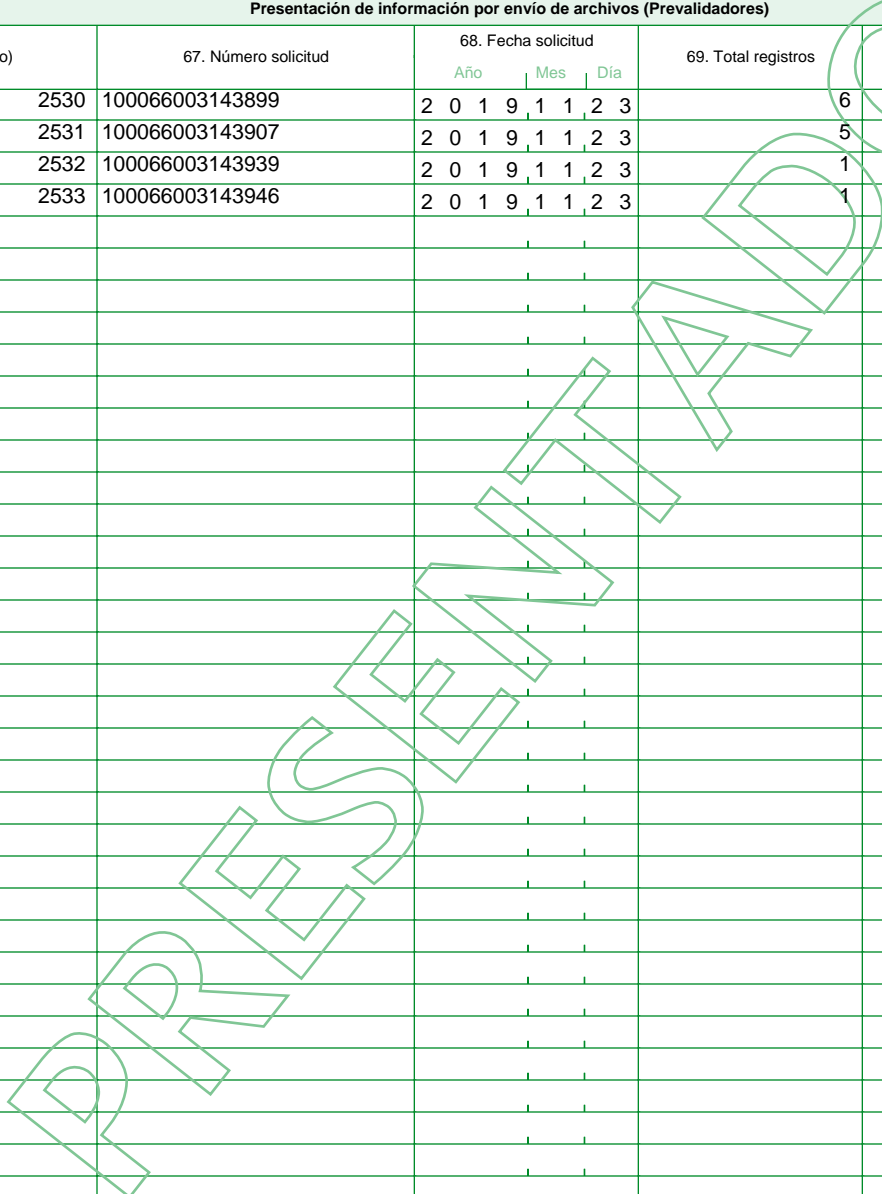 Presentación de información por envío de archivos (Prevalidadores)
o) 67. Número solicitud 68. Fecha solicitud 69. Total registros
Año Mes Día
2530 100066003143899 2 0 1 9 1 1 2 3 6
2531 100066003143907 2 0 1 9 1 1 2 3 5
2532 100066003143939 2 0 1 9 1 1 2 3 1
2533 100066003143946 2 0 1 9 1 1 2 3 1
PRESENTADO